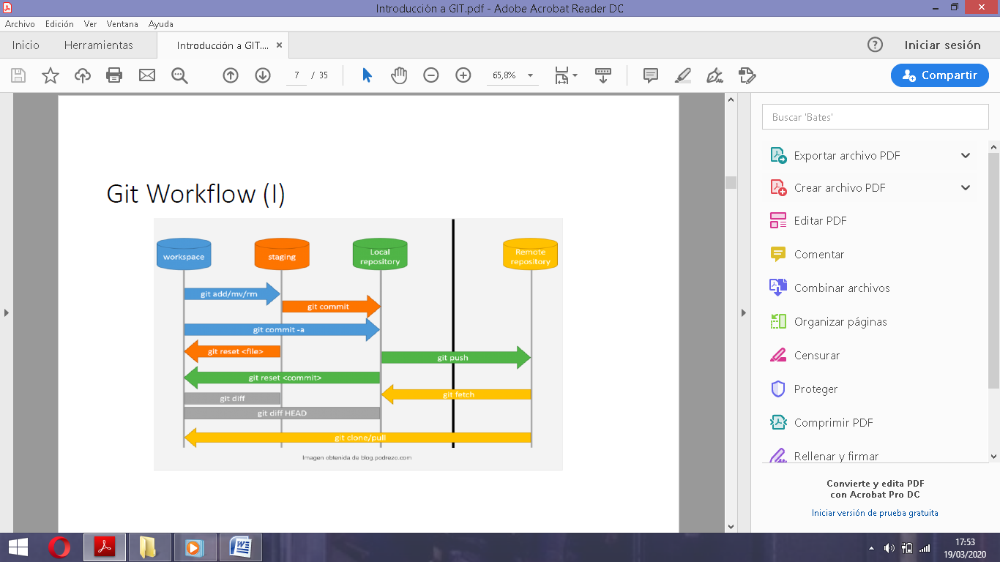 Introducción a GIT.pdf - Adobe Acrobat Reader DC
Archivo Edición Ver Ventana Ayuda
Inicio Herramientas Introducción a GIT.... × ? Iniciar sesión
7 / 35 65,8% Compartir
Git Workflow (I)
workspace
staging
Local
repository
Remote
repository
git add/mv/rm
git commit
git commit -a
git reset <file>
git push
git reset <commit>
git fetch
git diff
git diff HEAD
git clone/pull
Imagen obtenida de blog.podrezo.com
Buscar 'Bates'
Exportar archivo PDF
Crear archivo PDF
Editar PDF
Comentar
Combinar archivos
Organizar páginas
Censurar
Proteger
Comprimir PDF
Rellenar y firmar
Convierte y edita PDF
con Acrobat Pro DC
Iniciar versión de prueba gratuita
17:53
19/03/2020